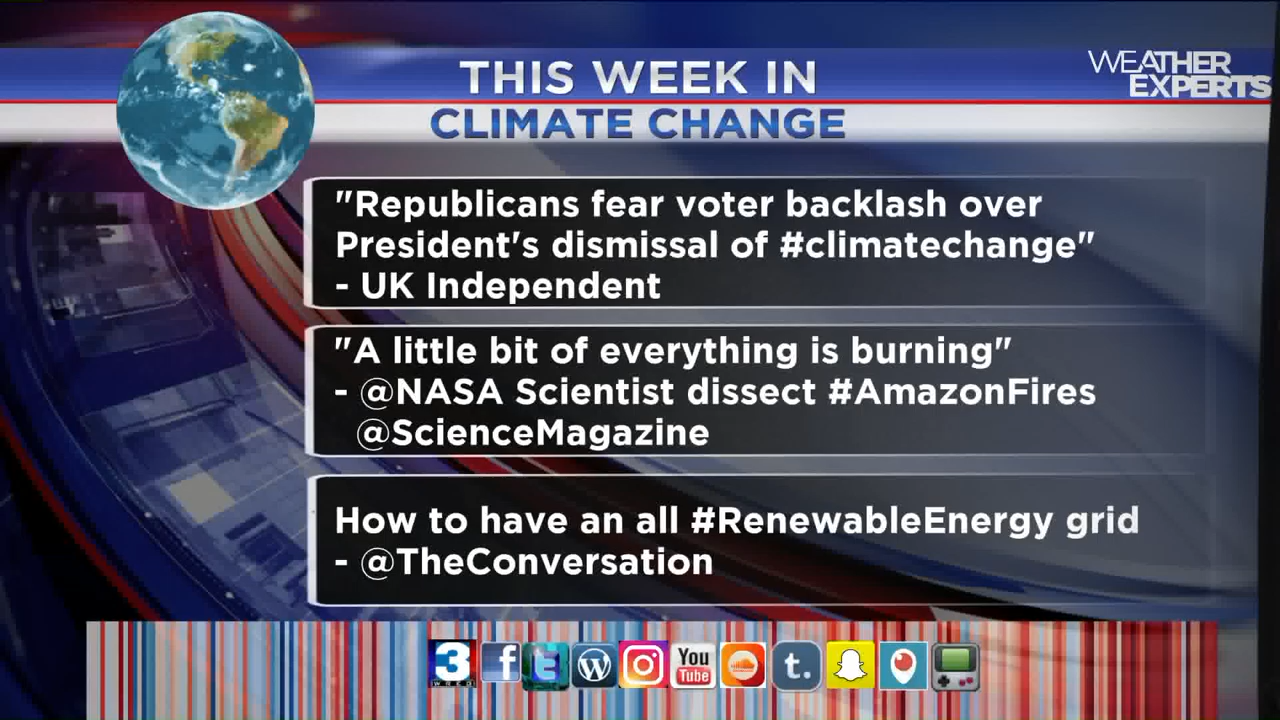 THIS WEEK IN
CLIMATE CHANGE
WEATHER
EXPERTS
"Republicans fear voter backlash over
President's dismissal of #climatechange"
- UK Independent
"A little bit of everything is burning"
- @NASA Scientist dissect #AmazonFires
@ScienceMagazine
How to have an all #RenewableEnergy grid
- @TheConversation
3
WREG
f
t
W
You
Tube
t.